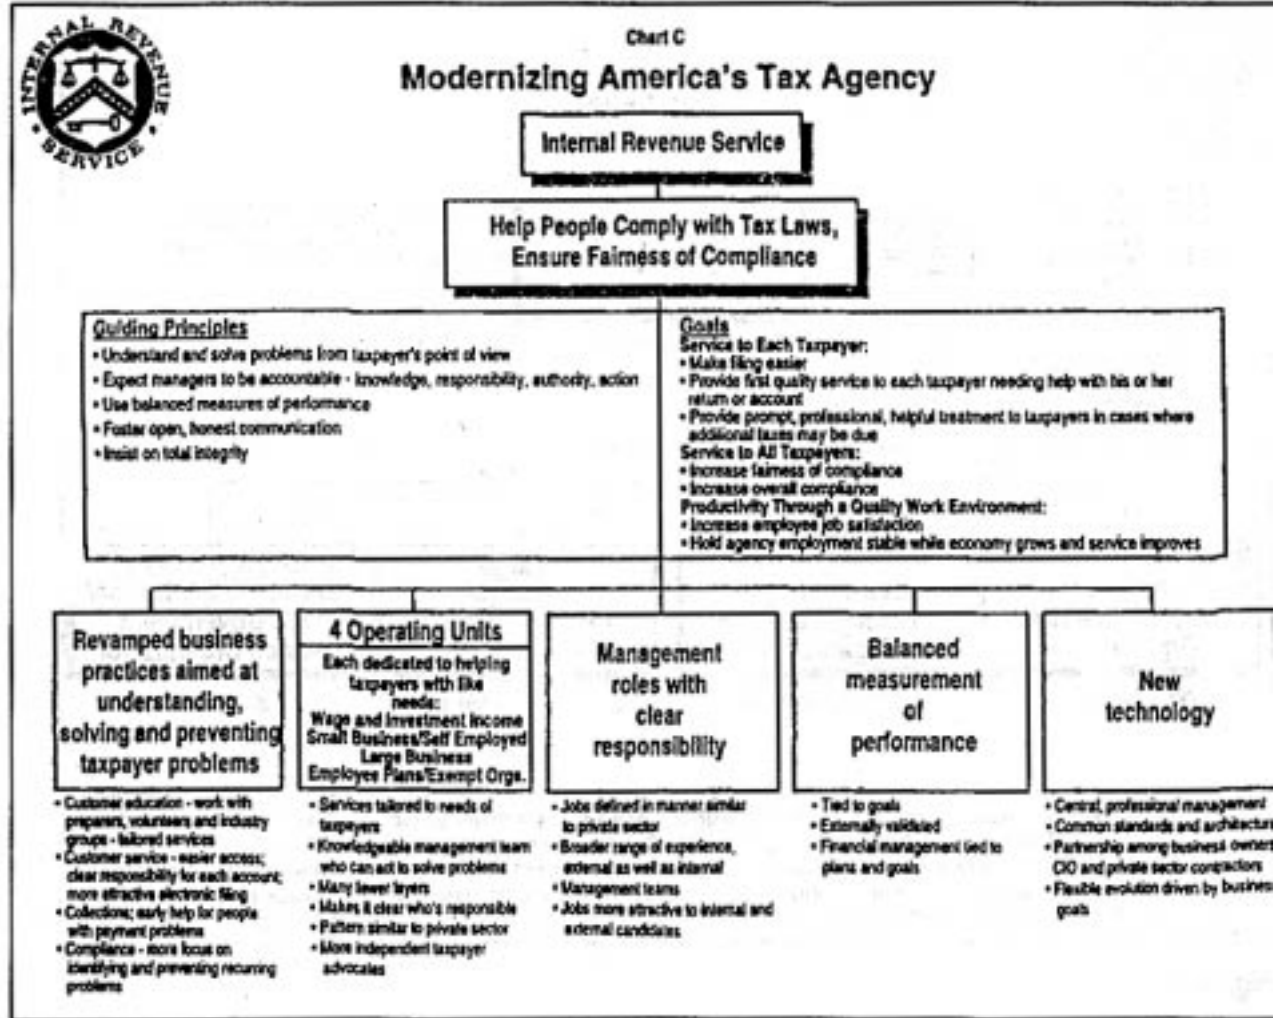 INTERNAL REVENUE
SERVICE
Chart C
Modernizing America's Tax Agency
Internal Revenue Service
Help People Comply with Tax Laws,
Ensure Fairness of Compliance
Guiding Principles
• Understand and solve problems from taxpayer's point of view
• Expect managers to be accountable - knowledge, responsibility, authority, action
• Use balanced measures of performance
• Foster open, honest communication
• Insist on total integrity
Goals
Service to Each Taxpayer:
• Make filing easier
• Provide first quality service to each taxpayer needing help with his or her
return or account
• Provide prompt, professional, helpful treatment to taxpayers in cases where
additional taxes may be due
Service to All Taxpayers:
• Increase fairness of compliance
• Increase overall compliance
Productivity Through a Quality Work Environment:
• Increase employee job satisfaction
• Hold agency employment stable while economy grows and service improves
Revamped business
practices aimed at
understanding,
solving and preventing
taxpayer problems
• Customer education - work with
preparers, volunteers and industry
groups - tailored services
• Customer service - easier access;
clear responsibility for each account;
more attractive electronic filing
• Collections; early help for people
with payment problems
• Compliance - more focus on
identifying and preventing recurring
problems
4 Operating Units
Each dedicated to helping
taxpayers with like
needs:
Wage and Investment Income
Small Business/Self Employed
Large Business
Employee Plans/Exempt Orgs.
• Services tailored to needs of
taxpayers
• Knowledgeable management team
who can act to solve problems
• Many fewer layers
• Makes it clear who's responsible
• Pattern similar to private sector
• More independent taxpayer
advocates
Management
roles with
clear
responsibility
• Jobs defined in manner similar
to private sector
• Broader range of experience,
external as well as internal
• Management teams
• Jobs more attractive to internal and
external candidates
Balanced
measurement
of
performance
• Tied to goals
• Externally validated
• Financial management tied to
plans and goals
New
technology
• Central, professional management
• Common standards and architecture
• Partnership among business owners
CIO and private sector contractors
• Flexible evolution driven by business
goals